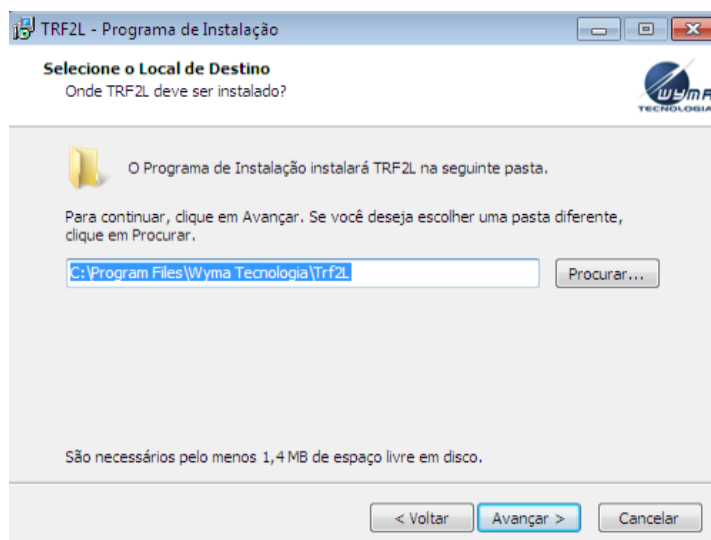 TRF2L - Programa de Instalação
Selecione o Local de Destino
Onde TRF2L deve ser instalado?
WYMA
TECNOLOGIA
O Programa de Instalação instalará TRF2L na seguinte pasta.
Para continuar, clique em Avançar. Se você deseja escolher uma pasta diferente,
clique em Procurar.
C:\Program Files\Wyma Tecnologia\Trf2L
Procurar...
São necessários pelo menos 1,4 MB de espaço livre em disco.
< Voltar
Avançar >
Cancelar